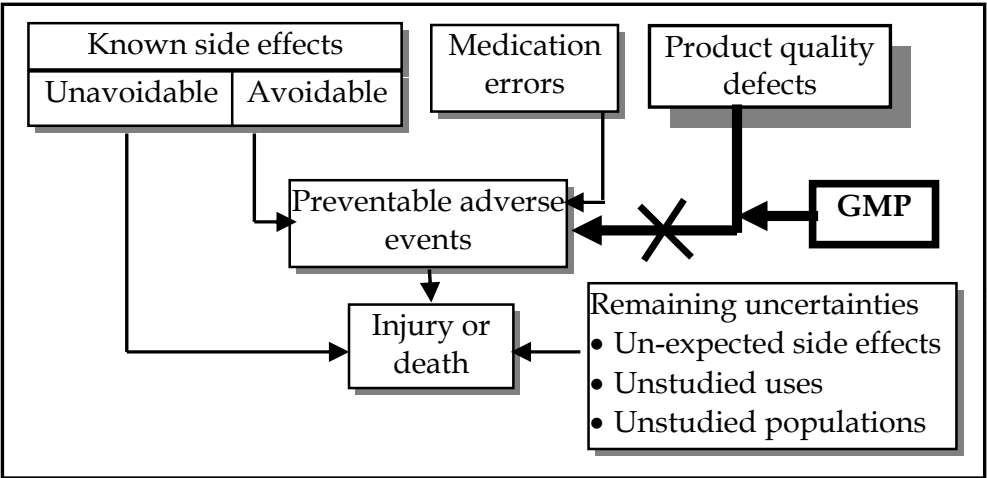 Known side effects
Unavoidable
Avoidable
Medication
errors
Product quality
defects
Preventable adverse
events
GMP
Injury or
death
Remaining uncertainties
• Un-expected side effects
• Unstudied uses
• Unstudied populations